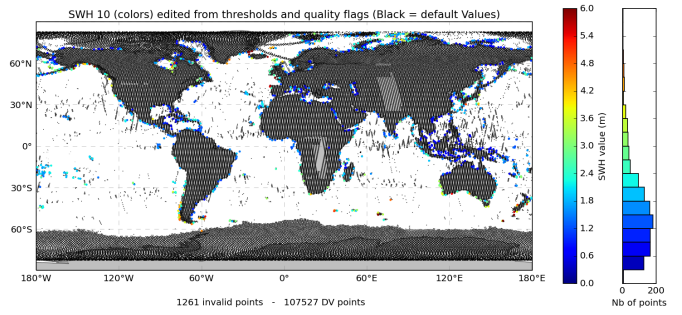 SWH 10 (colors) edited from thresholds and quality flags (Black = default Values)
60°N
30°N
0°
30°S
60°S
180°W 120°W 60°W 0° 60°E 120°E 180°E
1261 invalid points - 107527 DV points
6.0
5.4
4.8
4.2
3.6
3.0
2.4
1.8
1.2
0.6
0.0
SWH value (m)
0 200
Nb of points